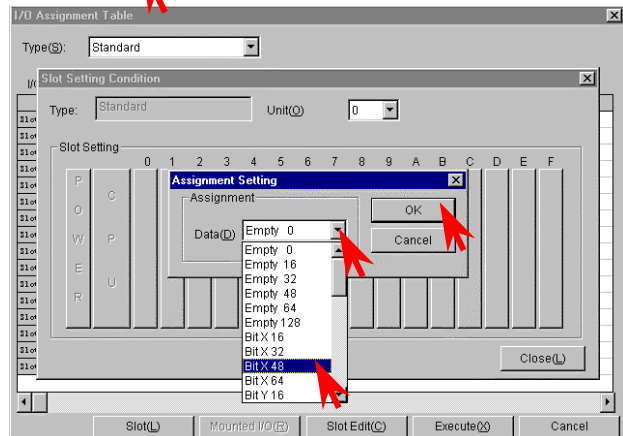 I/O Assignment Table
Type(S): Standard
I/O
Slot Setting Condition
Type: Standard Unit(O) 0
Slot Setting
0 1 2 3 4 5 6 7 8 9 A B C D E F
POWER
CPU
Assignment Setting
Assignment
Data(D) Empty 0
OK
Cancel
Empty 0
Empty 16
Empty 32
Empty 48
Empty 64
Empty 128
Bit X 16
Bit X 32
Bit X 48
Bit X 64
Bit Y 16
Close(L)
Slot(L) Mounted I/O(R) Slot Edit(C) Execute(X) Cancel